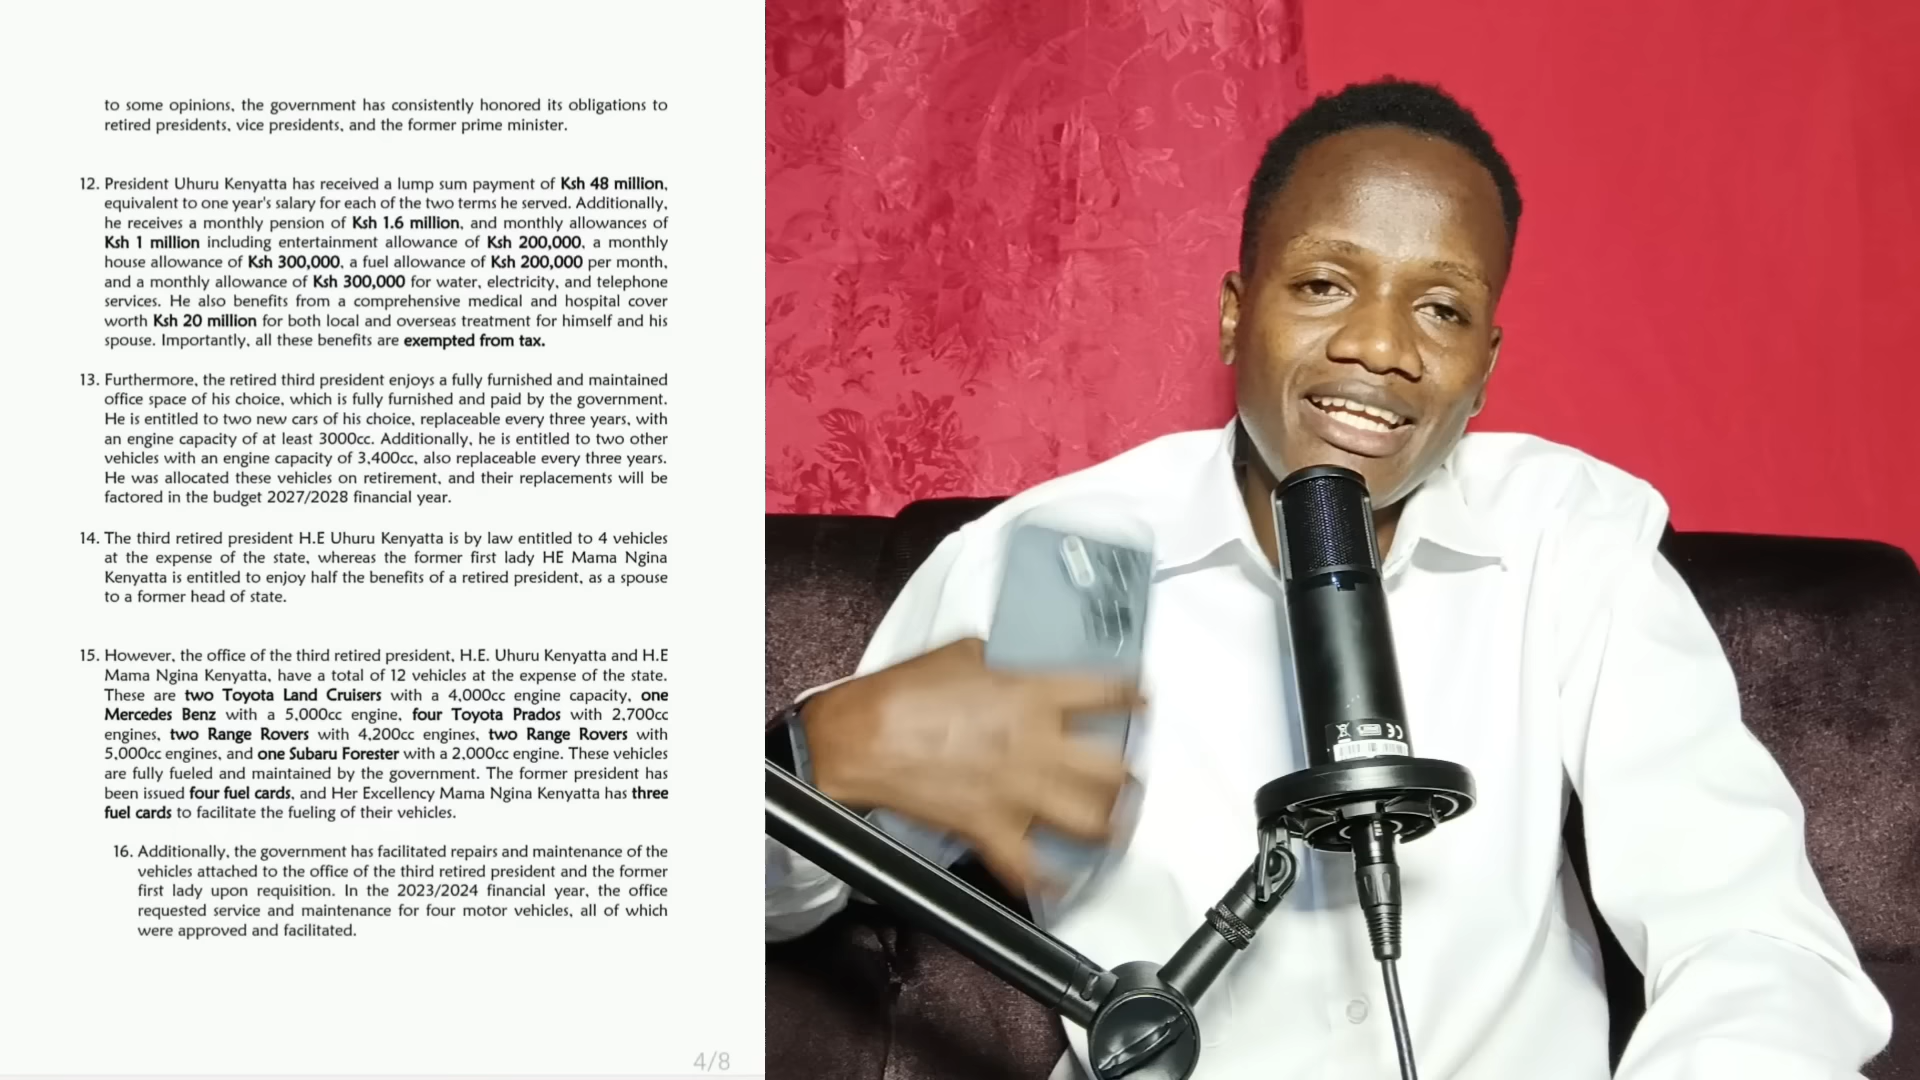 to some opinions, the government has consistently honored its obligations to
retired presidents, vice presidents, and the former prime minister.
12. President Uhuru Kenyatta has received a lump sum payment of Ksh 48 million,
equivalent to one year's salary for each of the two terms he served. Additionally,
he receives a monthly pension of Ksh 1.6 million, and monthly allowances of
Ksh 1 million including entertainment allowance of Ksh 200,000, a monthly
house allowance of Ksh 300,000, a fuel allowance of Ksh 200,000 per month,
and a monthly allowance of Ksh 300,000 for water, electricity, and telephone
services. He also benefits from a comprehensive medical and hospital cover
worth Ksh 20 million for both local and overseas treatment for himself and his
spouse. Importantly, all these benefits are exempted from tax.
13. Furthermore, the retired third president enjoys a fully furnished and maintained
office space of his choice, which is fully furnished and paid by the government.
He is entitled to two new cars of his choice, replaceable every three years, with
an engine capacity of at least 3000cc. Additionally, he is entitled to two other
vehicles with an engine capacity of 3,400cc, also replaceable every three years.
He was allocated these vehicles on retirement, and their replacements will be
factored in the budget 2027/2028 financial year.
14. The third retired president H.E Uhuru Kenyatta is by law entitled to 4 vehicles
at the expense of the state, whereas the former first lady HE Mama Ngina
Kenyatta is entitled to enjoy half the benefits of a retired president, as a spouse
to a former head of state.
15. However, the office of the third retired president, H.E. Uhuru Kenyatta and H.E
Mama Ngina Kenyatta, have a total of 12 vehicles at the expense of the state.
These are two Toyota Land Cruisers with a 4,000cc engine capacity, one
Mercedes Benz with a 5,000cc engine, four Toyota Prados with 2,700cc
engines, two Range Rovers with 4,200cc engines, two Range Rovers with
5,000cc engines, and one Subaru Forester with a 2,000cc engine. These vehicles
are fully fueled and maintained by the government. The former president has
been issued four fuel cards, and Her Excellency Mama Ngina Kenyatta has three
fuel cards to facilitate the fueling of their vehicles.
16. Additionally, the government has facilitated repairs and maintenance of the
vehicles attached to the office of the third retired president and the former
first lady upon requisition. In the 2023/2024 financial year, the office
requested service and maintenance for four motor vehicles, all of which
were approved and facilitated.
4/8
CE